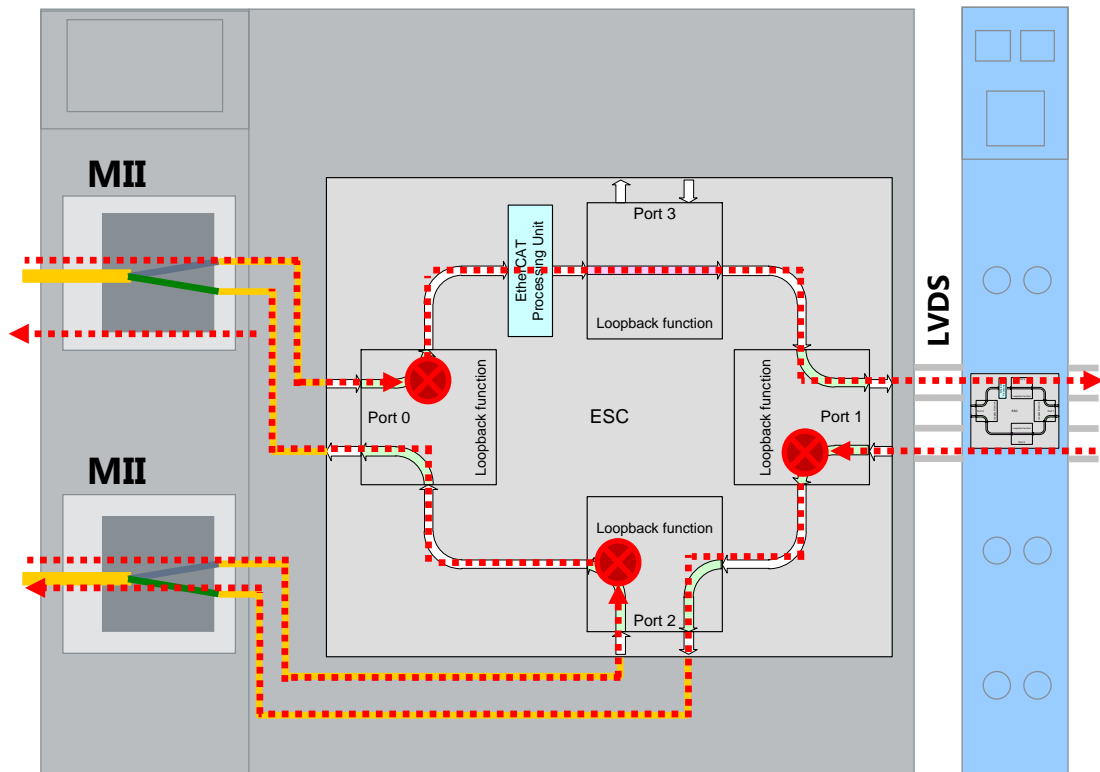 MII
MII
Port 3
Loopback function
EtherCAT
Processing Unit
Port 0
Loopback function
ESC
Loopback function
Port 1
Loopback function
Port 2
LVDS
ESC